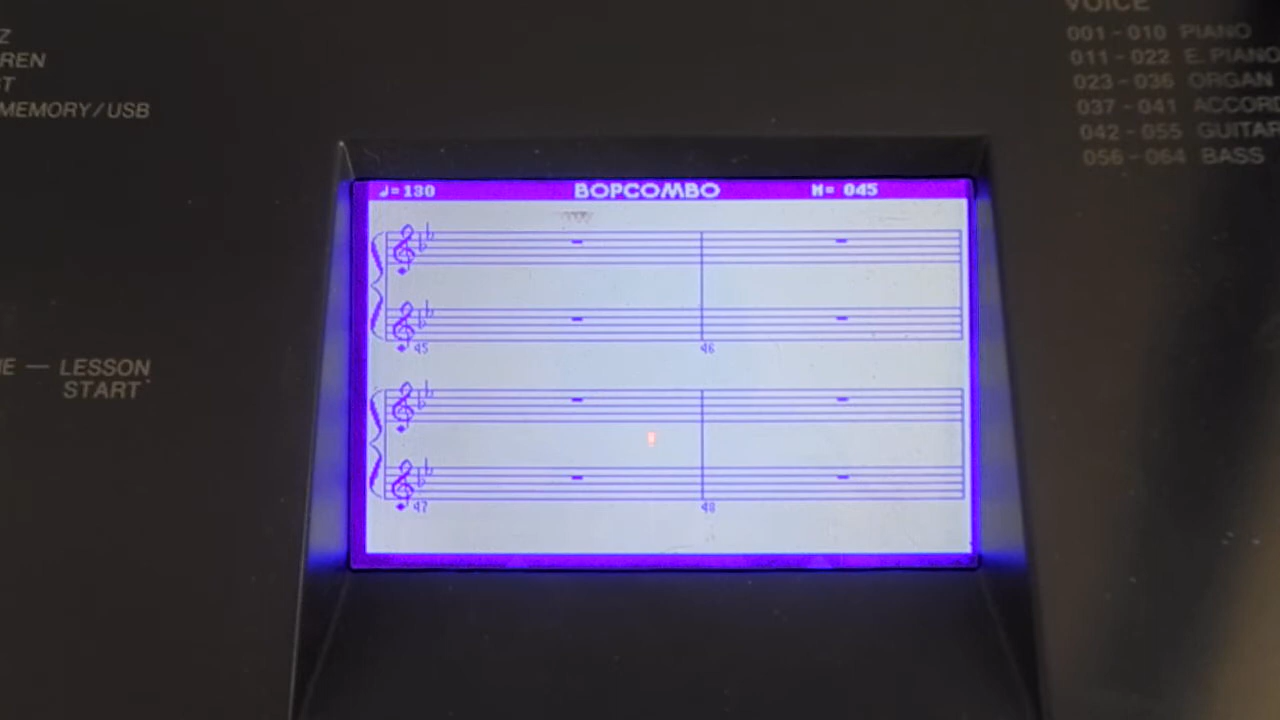 Z
REN
ST
MEMORY/USB
E — LESSON
START
♩=130 BOPCOMBO M= 045
45 46
47 48
VOICE
001-010 PIANO
011-022 E.PIANO
023-036 ORGAN
037-041 ACCORD
042-055 GUITAR
056-064 BASS